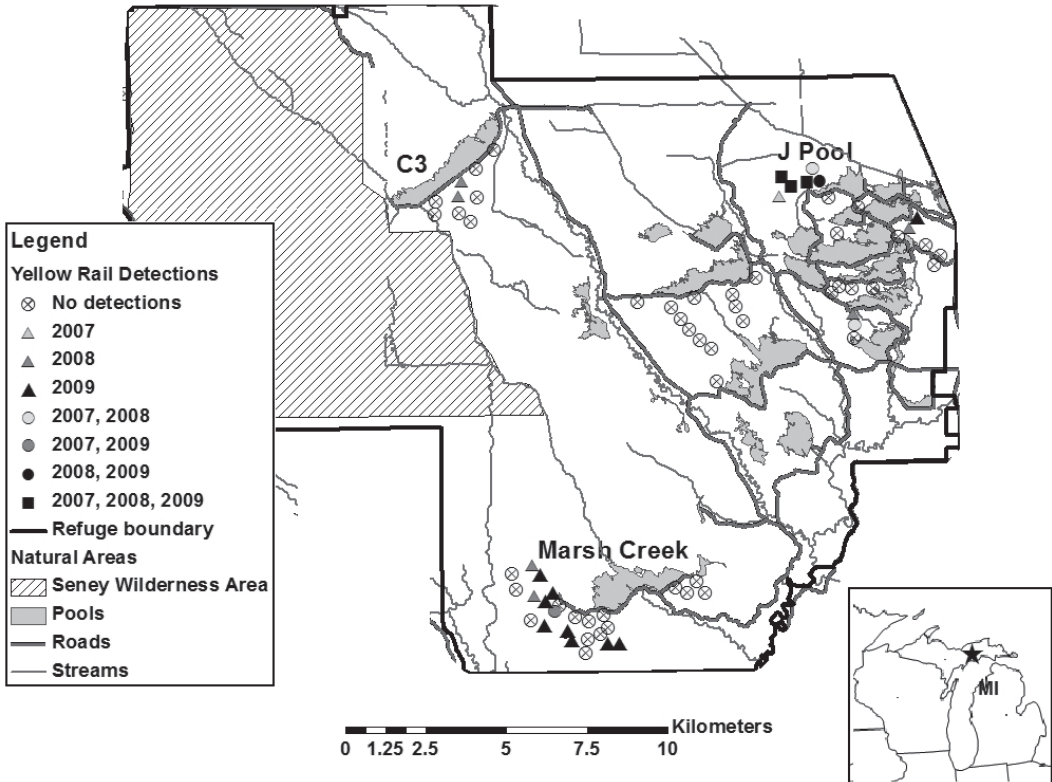 C3
J Pool
Legend
Yellow Rail Detections
No detections
2007
2008
2009
2007, 2008
2007, 2009
2008, 2009
2007, 2008, 2009
Refuge boundary
Natural Areas
Seney Wilderness Area
Pools
Roads
Streams
Marsh Creek
MI
Kilometers
0 1.25 2.5 5 7.5 10